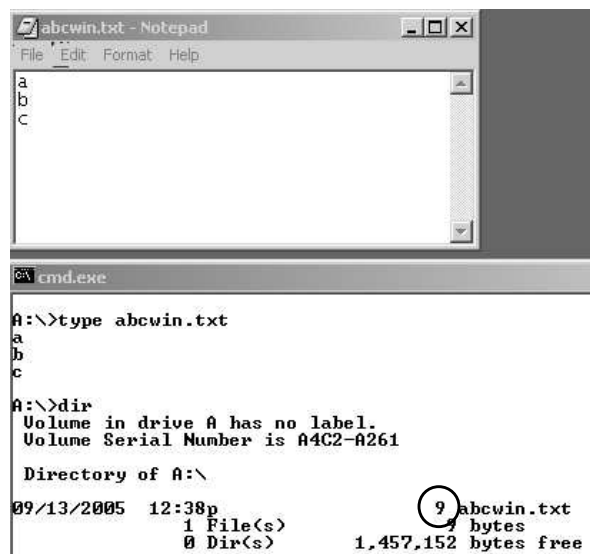 abcwin.txt - Notepad
File Edit Format Help
a
b
c
cmd.exe
A:\>type abcwin.txt
a
b
c
A:\>dir
Volume in drive A has no label.
Volume Serial Number is A4C2-A261
Directory of A:\
09/13/2005 12:38p 9 abcwin.txt
1 File(s) 9 bytes
0 Dir(s) 1,457,152 bytes free